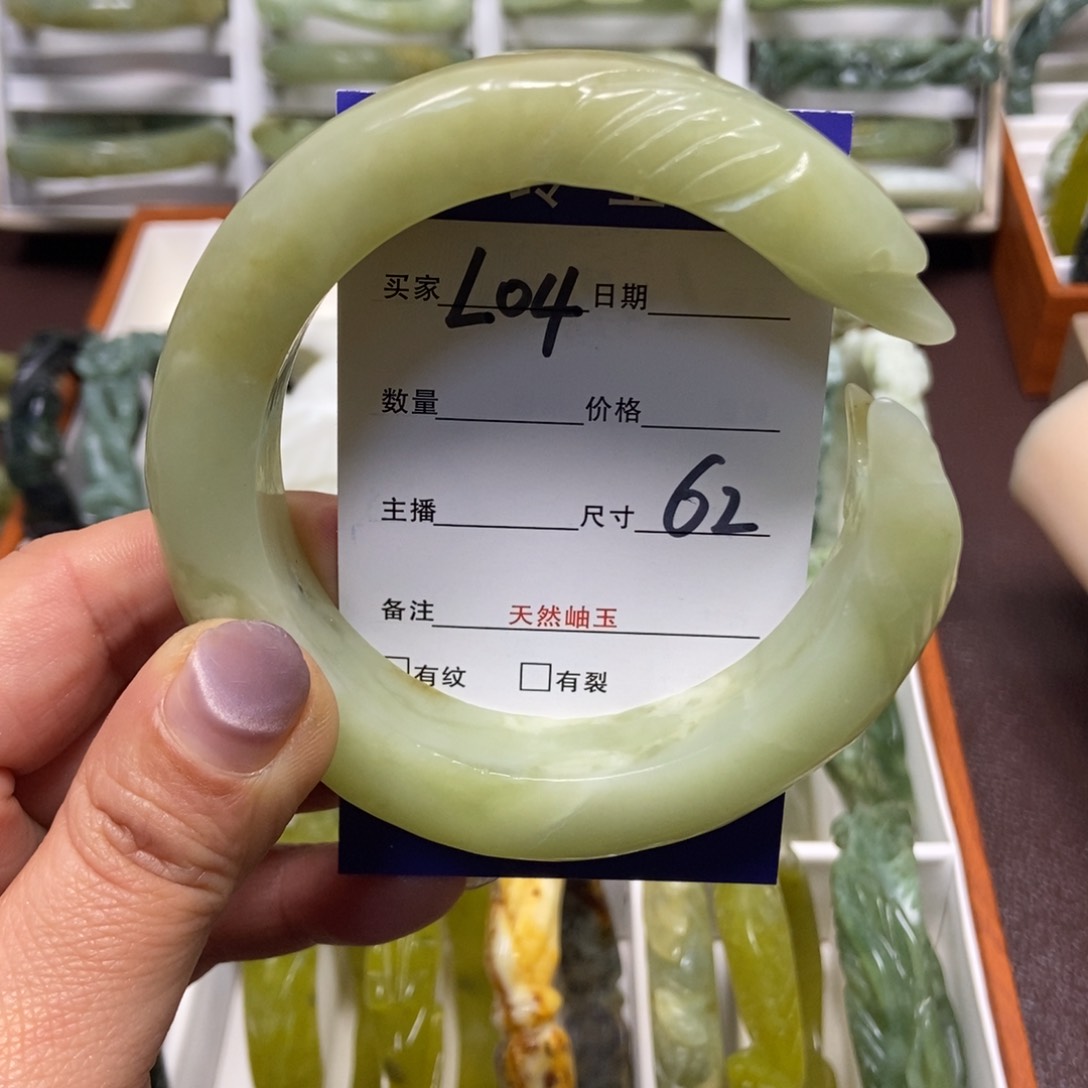 买家 L04 日期
数量 价格
主播 尺寸 62
备注 天然岫玉
□有纹 □有裂